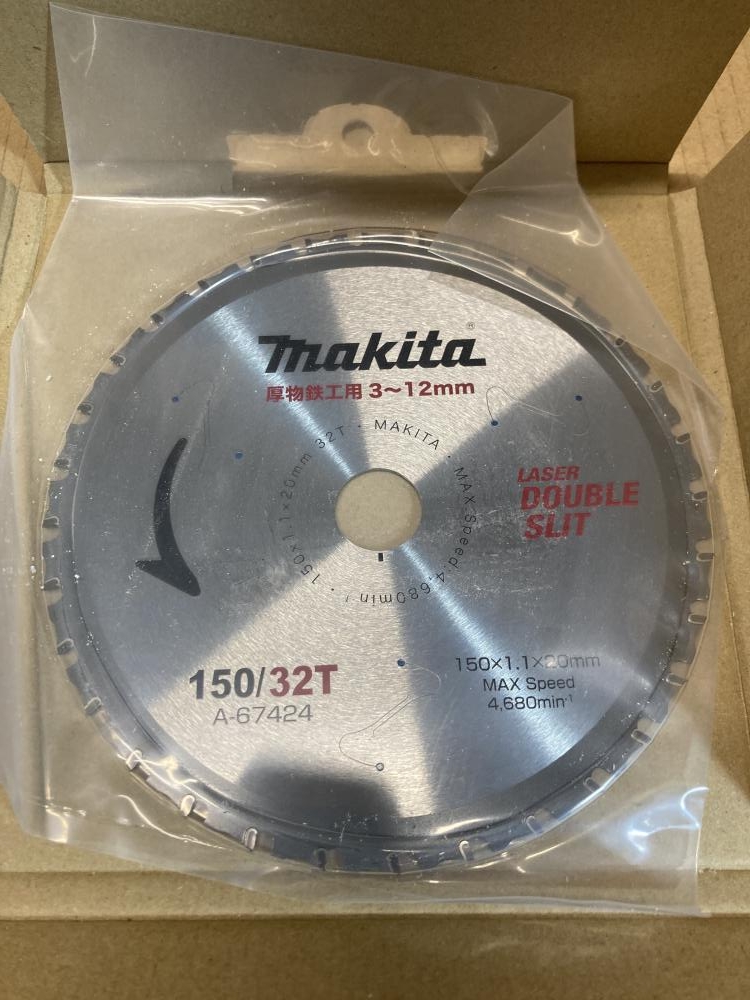 makita®
厚物鉄工用 3～12mm
150×1.1×20mm 32T · MAKITA · MAX Speed:4,680min⁻¹ ·
LASER
DOUBLE
SLIT
150/32T
A-67424
150×1.1×20mm
MAX Speed
4,680min⁻¹